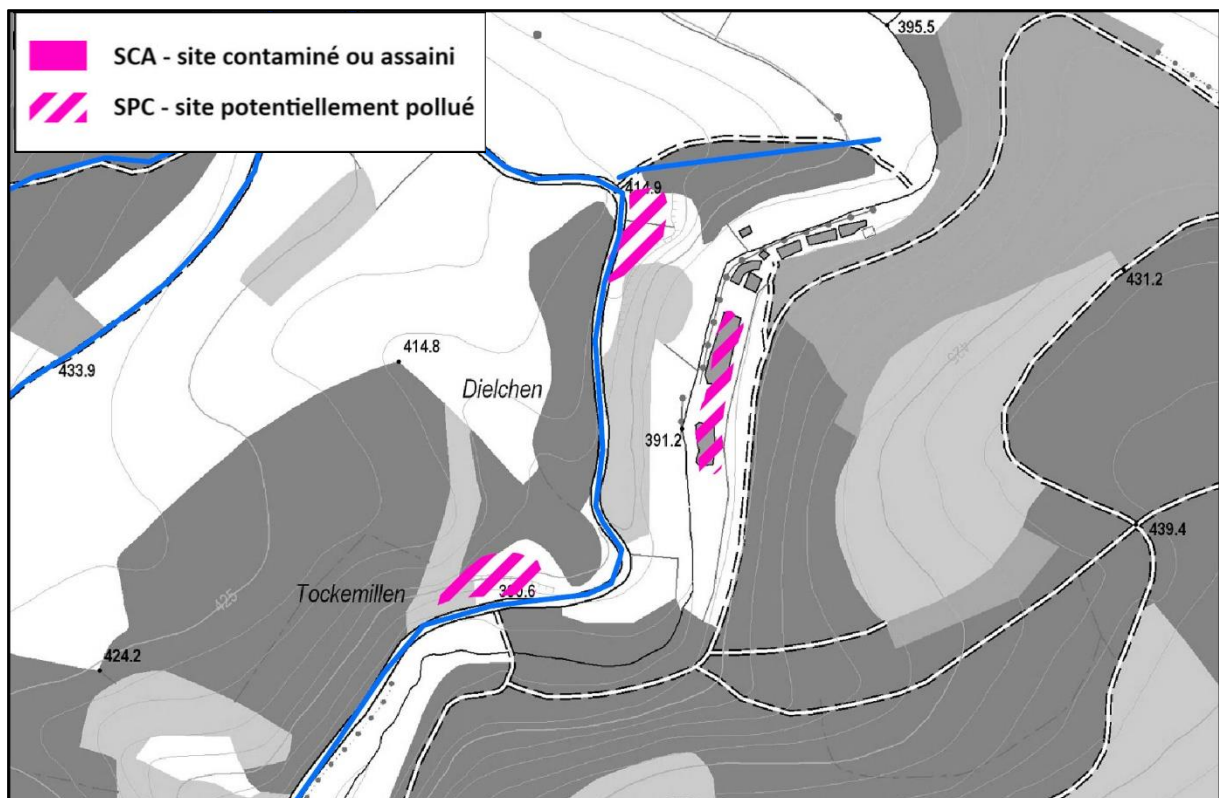 SCA - site contaminé ou assaini
SPC - site potentiellement pollué
395.5
414.9
431.2
414.8
433.9
Dielchen
391.2
439.4
Tockemillen
425
424.2